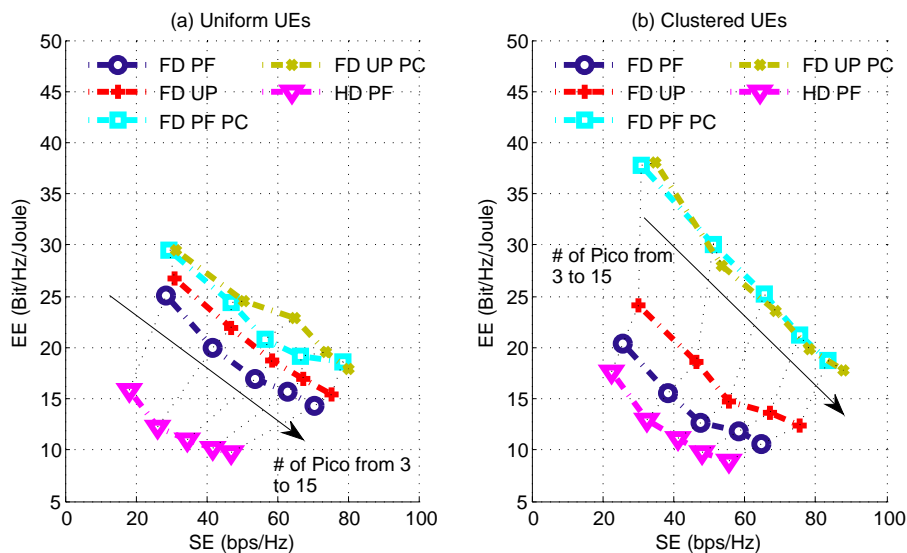 (a) Uniform UEs
50
45
40
35
30
25
20
15
10
5
EE (Bit/Hz/Joule)
FD PF
FD UP
FD PF PC
FD UP PC
HD PF
# of Pico from 3
to 15
0
20
40
60
80
100
SE (bps/Hz)
(b) Clustered UEs
50
45
40
35
30
25
20
15
10
5
EE (Bit/Hz/Joule)
FD PF
FD UP
FD PF PC
FD UP PC
HD PF
# of Pico from
3 to 15
0
20
40
60
80
100
SE (bps/Hz)